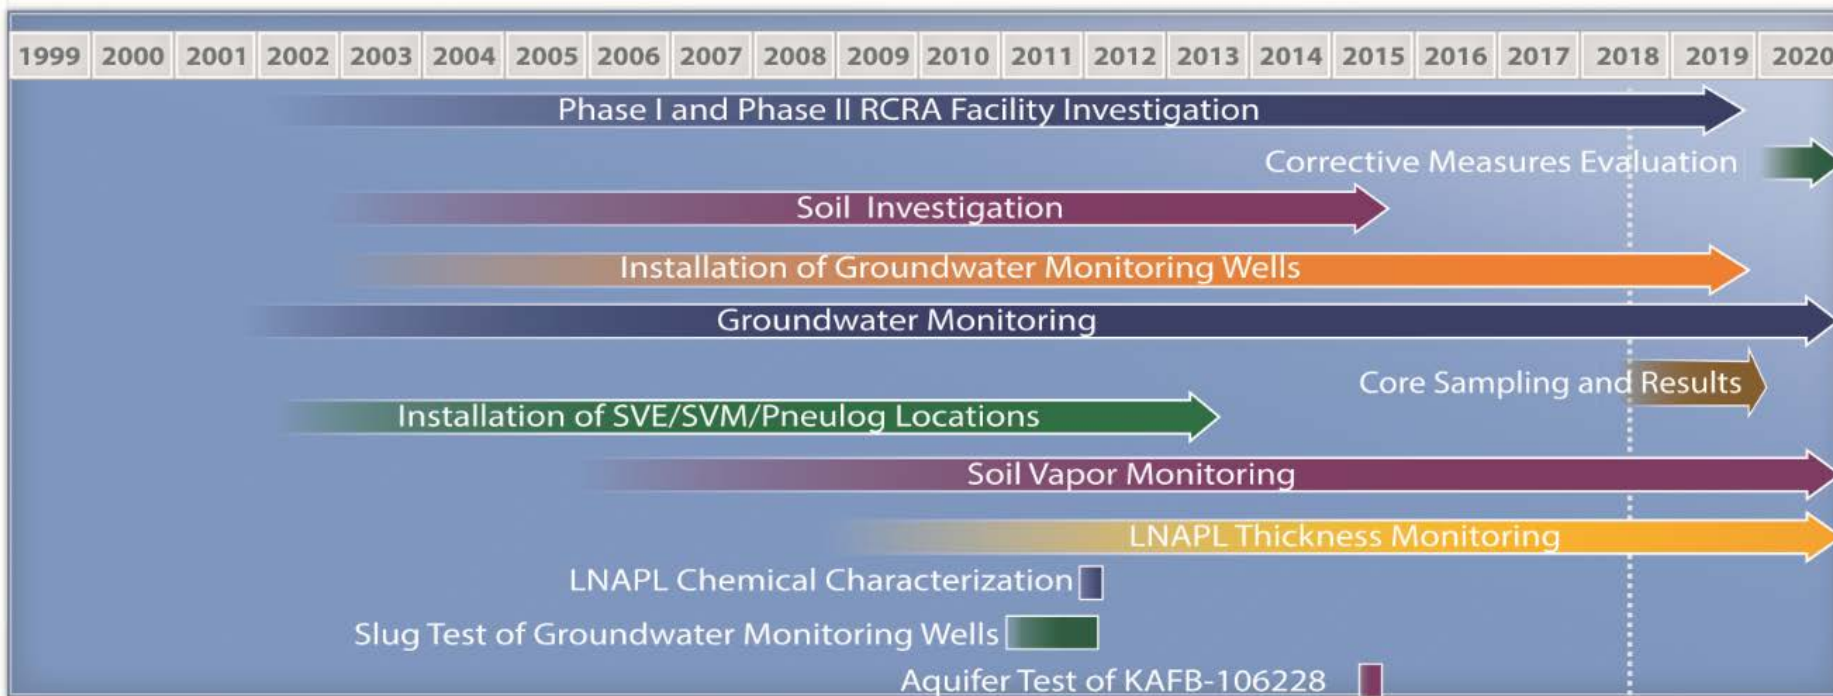 1999 2000 2001 2002 2003 2004 2005 2006 2007 2008 2009 2010 2011 2012 2013 2014 2015 2016 2017 2018 2019 2020
Phase I and Phase II RCRA Facility Investigation
Corrective Measures Evaluation
Soil Investigation
Installation of Groundwater Monitoring Wells
Groundwater Monitoring
Core Sampling and Results
Installation of SVE/SVM/Pneulog Locations
Soil Vapor Monitoring
LNAPL Thickness Monitoring
LNAPL Chemical Characterization
Slug Test of Groundwater Monitoring Wells
Aquifer Test of KAFB-106228